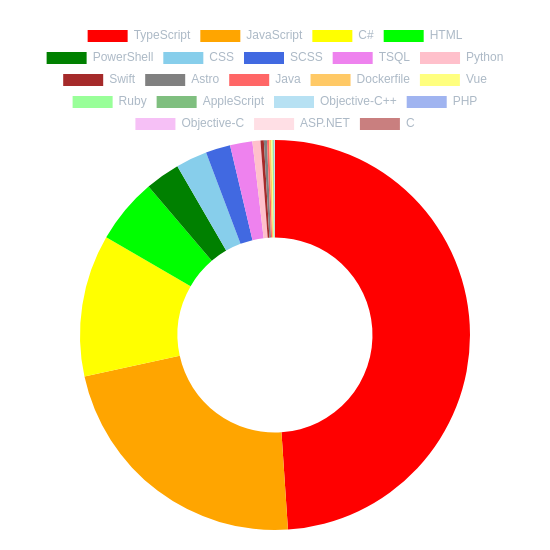 TypeScript JavaScript C# HTML
PowerShell CSS SCSS TSQL Python
Swift Astro Java Dockerfile Vue
Ruby AppleScript Objective-C++ PHP
Objective-C ASP.NET C